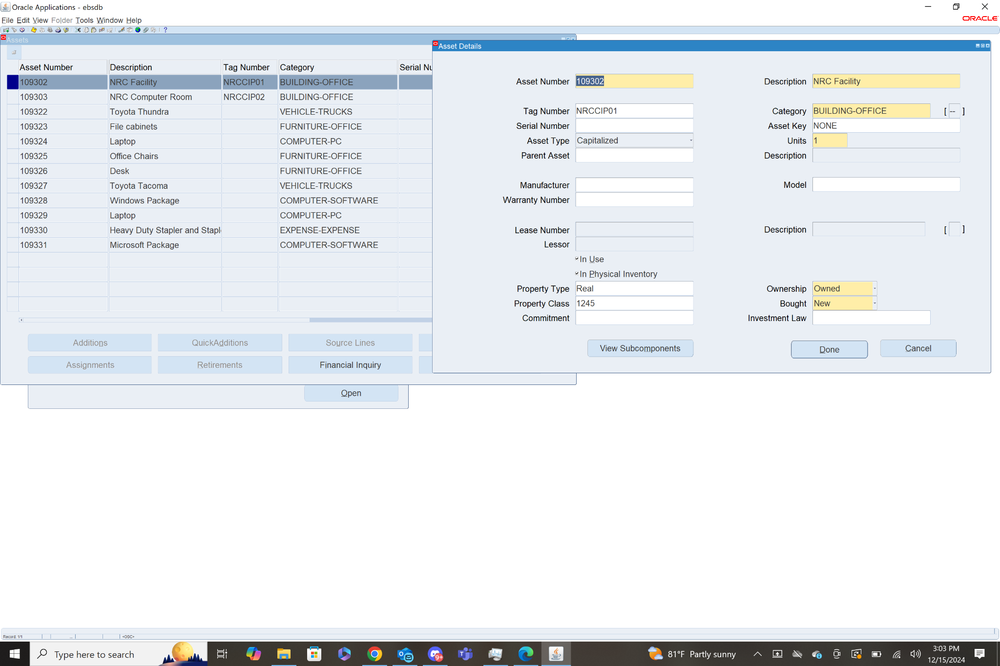 Oracle Applications - ebsdb
File Edit View Folder Tools Window Help
ORACLE
Assets
Asset Number Description Tag Number Category Serial Nu
109302 NRC Facility NRCCIP01 BUILDING-OFFICE
109303 NRC Computer Room NRCCIP02 BUILDING-OFFICE
109322 Toyota Thundra VEHICLE-TRUCKS
109323 File cabinets FURNITURE-OFFICE
109324 Laptop COMPUTER-PC
109325 Office Chairs FURNITURE-OFFICE
109326 Desk FURNITURE-OFFICE
109327 Toyota Tacoma VEHICLE-TRUCKS
109328 Windows Package COMPUTER-SOFTWARE
109329 Laptop COMPUTER-PC
109330 Heavy Duty Stapler and Stapl EXPENSE-EXPENSE
109331 Microsoft Package COMPUTER-SOFTWARE
Additions QuickAdditions Source Lines
Assignments Retirements Financial Inquiry
Open
Asset Details
Asset Number 109302 Description NRC Facility
Tag Number NRCCIP01 Category BUILDING-OFFICE [ -- ]
Serial Number Asset Key NONE
Asset Type Capitalized Units 1
Parent Asset Description
Manufacturer Model
Warranty Number
Lease Number Description [ ]
Lessor
In Use
In Physical Inventory
Property Type Real Ownership Owned
Property Class 1245 Bought New
Commitment Investment Law
View Subcomponents Done Cancel
Record: 1/1 ... <OSC>
Type here to search 9+ 81°F Partly sunny 3:03 PM
12/15/2024